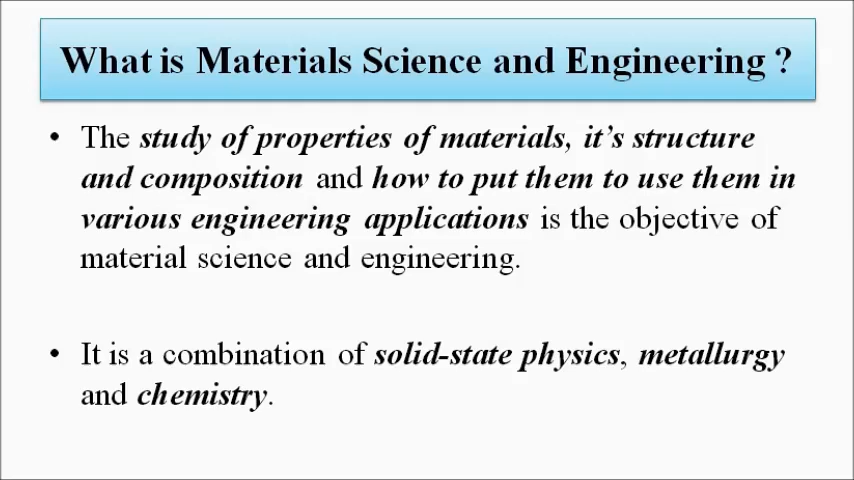 What is Materials Science and Engineering ?
• The study of properties of materials, it's structure
and composition and how to put them to use them in
various engineering applications is the objective of
material science and engineering.
• It is a combination of solid-state physics, metallurgy
and chemistry.